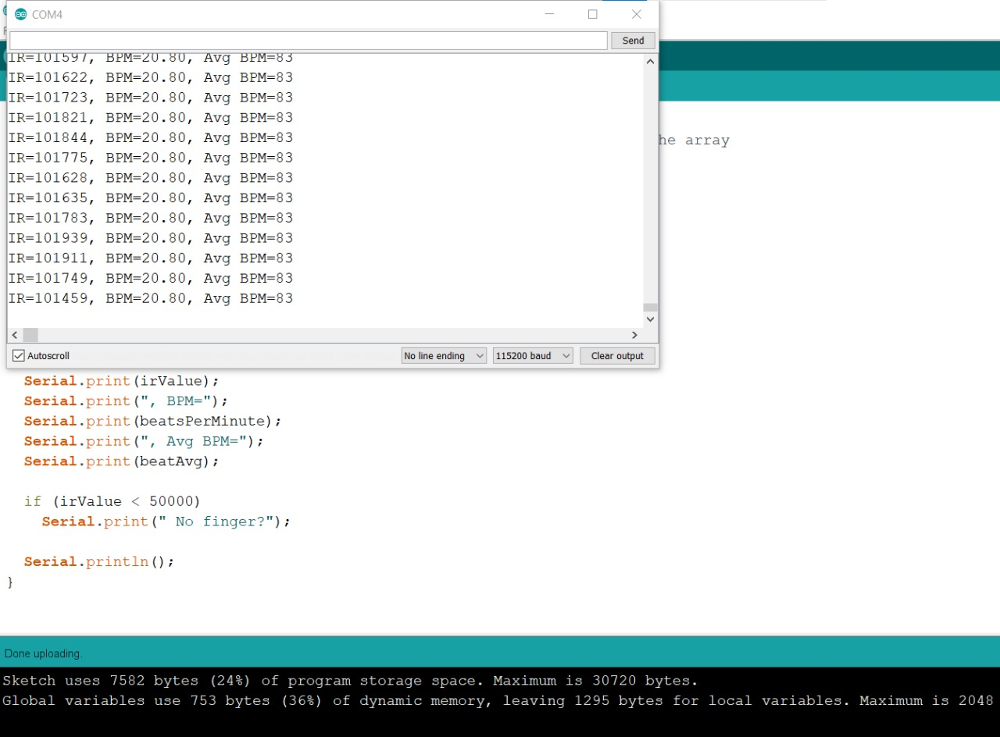 COM4
Send
IR=101597, BPM=20.80, Avg BPM=83
IR=101622, BPM=20.80, Avg BPM=83
IR=101723, BPM=20.80, Avg BPM=83
IR=101821, BPM=20.80, Avg BPM=83
IR=101844, BPM=20.80, Avg BPM=83
he array
IR=101775, BPM=20.80, Avg BPM=83
IR=101628, BPM=20.80, Avg BPM=83
IR=101635, BPM=20.80, Avg BPM=83
IR=101783, BPM=20.80, Avg BPM=83
IR=101939, BPM=20.80, Avg BPM=83
IR=101911, BPM=20.80, Avg BPM=83
IR=101749, BPM=20.80, Avg BPM=83
IR=101459, BPM=20.80, Avg BPM=83
Autoscroll No line ending 115200 baud Clear output
Serial.print(irValue);
Serial.print(", BPM=");
Serial.print(beatsPerMinute);
Serial.print(", Avg BPM=");
Serial.print(beatAvg);
if (irValue < 50000)
Serial.print(" No finger?");
Serial.println();
}
Done uploading.
Sketch uses 7582 bytes (24%) of program storage space. Maximum is 30720 bytes.
Global variables use 753 bytes (36%) of dynamic memory, leaving 1295 bytes for local variables. Maximum is 2048